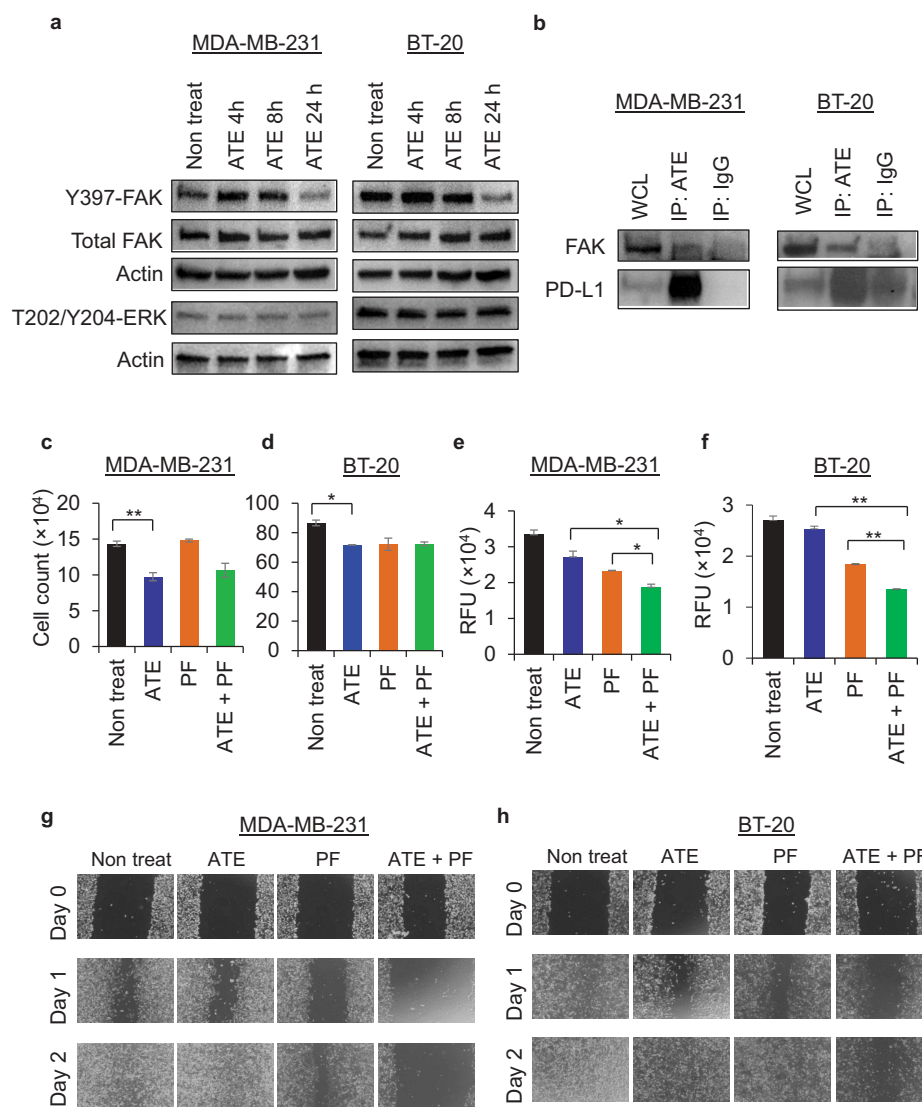 a
MDA-MB-231
BT-20
Non treat
ATE 4h
ATE 8h
ATE 24 h
Non treat
ATE 4h
ATE 8h
ATE 24 h
Y397-FAK
Total FAK
Actin
T202/Y204-ERK
Actin
b
MDA-MB-231
BT-20
WCL
IP: ATE
IP: IgG
WCL
IP: ATE
IP: IgG
FAK
PD-L1
c
MDA-MB-231
Cell count (×10⁴)
20
15
10
5
0
**
Non treat
ATE
PF
ATE + PF
d
BT-20
100
80
60
40
20
0
*
Non treat
ATE
PF
ATE + PF
e
MDA-MB-231
RFU (×10⁴)
4
3
2
1
0
*
*
Non treat
ATE
PF
ATE + PF
f
BT-20
RFU (×10⁴)
3
2
1
0
**
**
Non treat
ATE
PF
ATE + PF
g
MDA-MB-231
Non treat ATE PF ATE + PF
Day 0
Day 1
Day 2
h
BT-20
Non treat ATE PF ATE + PF
Day 0
Day 1
Day 2